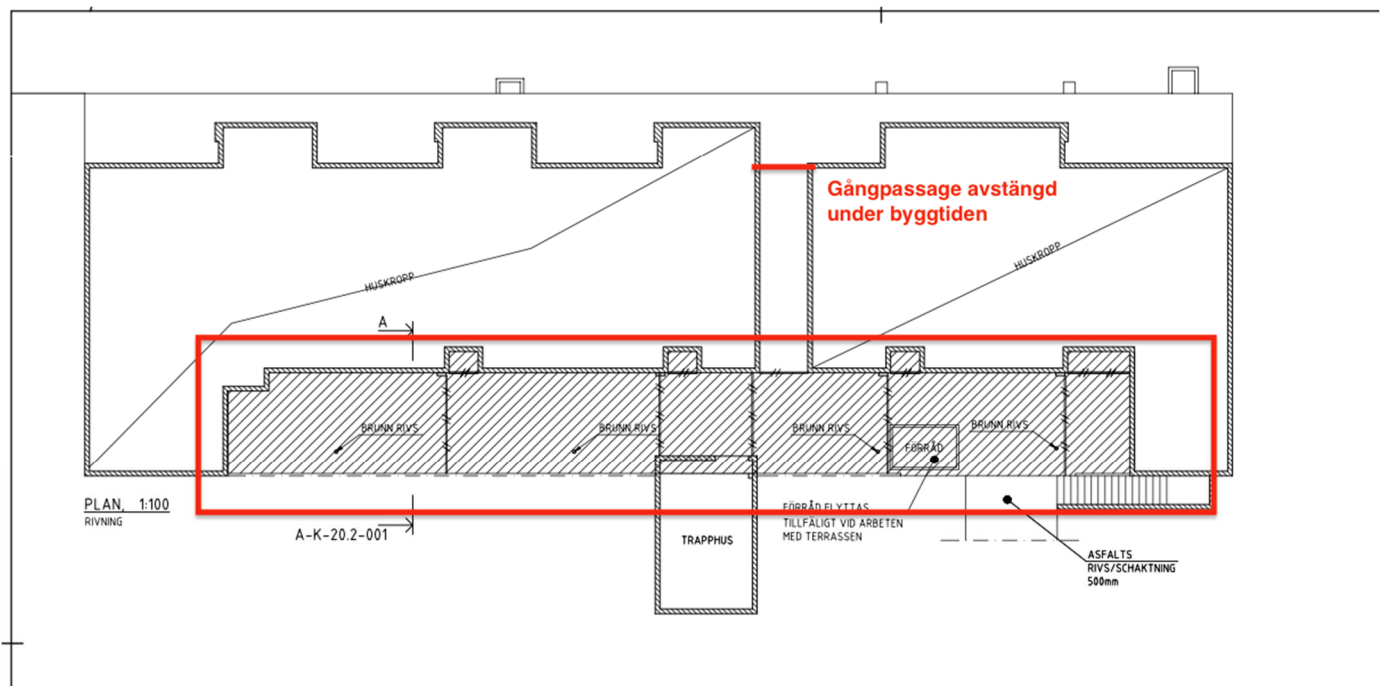 Gångpassage avstängd
under byggtiden
HUSKROPP
HUSKROPP
A
BRUNN RIVS
BRUNN RIVS
BRUNN RIVS
BRUNN RIVS
FÖRRÅD
PLAN, 1:100
RIVNING
A-K-20.2-001
TRAPPHUS
FÖRRÅD FLYTTAS
TILLFÄLIGT VID ARBETEN
MED TERRASSEN
ASFALTS
RIVS/SCHAKTNING
500mm